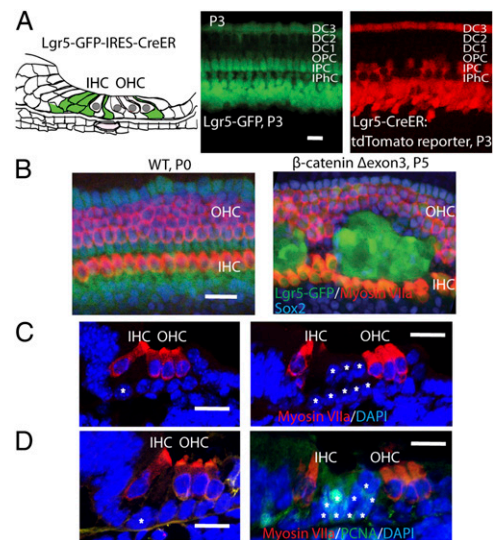 A
Lgr5-GFP-IRES-CreER
IHC OHC
P3
DC3
DC2
DC1
OPC
IPC
IPhC
Lgr5-GFP, P3
DC3
DC2
DC1
OPC
IPC
IPhC
Lgr5-CreER:
tdTomato reporter, P3
B
WT, P0
OHC
IHC
β-catenin Δexon3, P5
OHC
IHC
Lgr5-GFP/Myosin VIIa
Sox2
C
IHC OHC
*
IHC OHC
* * *
* * * *
Myosin VIIa/DAPI
D
IHC OHC
*
IHC OHC
Myosin VIIa/PCNA/DAPI